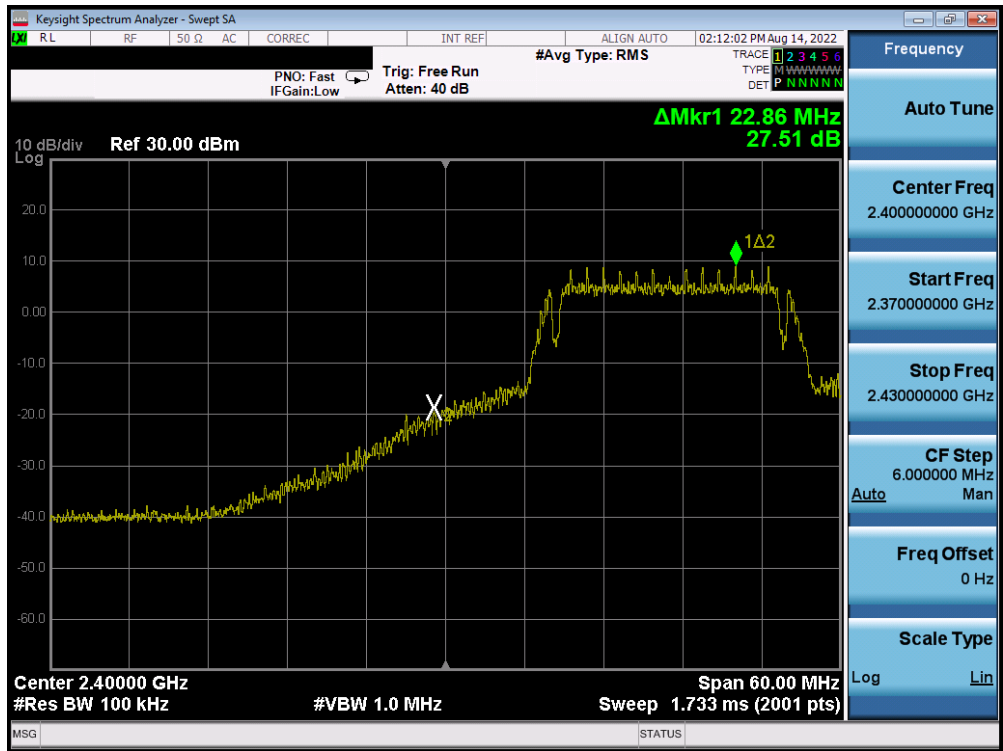 Keysight Spectrum Analyzer - Swept SA
LXI RL RF 50 Ω AC CORREC INT REF ALIGN AUTO 02:12:02 PM Aug 14, 2022
#Avg Type: RMS
TRACE 1 2 3 4 5 6
PNO: Fast Trig: Free Run
TYPE M WWWWW
IFGain:Low Atten: 40 dB
DET P N N N N N
ΔMkr1 22.86 MHz
27.51 dB
10 dB/div Ref 30.00 dBm
Log
20.0
1Δ2
10.0
0.00
-10.0
-20.0
X2
-30.0
-40.0
-50.0
-60.0
Center 2.40000 GHz Span 60.00 MHz
#Res BW 100 kHz #VBW 1.0 MHz Sweep 1.733 ms (2001 pts)
MSG STATUS
Frequency
Auto Tune
Center Freq
2.400000000 GHz
Start Freq
2.370000000 GHz
Stop Freq
2.430000000 GHz
CF Step
6.000000 MHz
Auto Man
Freq Offset
0 Hz
Scale Type
Log Lin